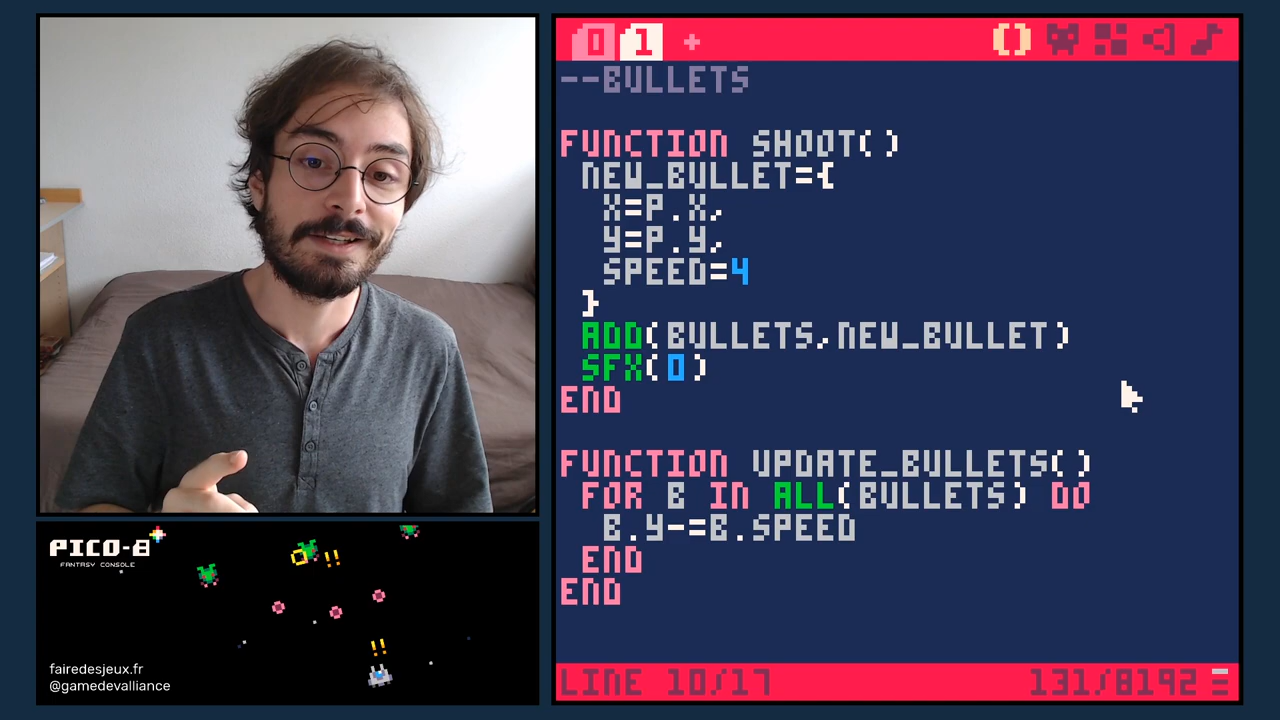 0 1 +
--BULLETS
FUNCTION SHOOT()
NEW_BULLET={
X=P.X,
Y=P.Y,
SPEED=4
}
ADD(BULLETS,NEW_BULLET)
SFX(0)
END
FUNCTION UPDATE_BULLETS()
FOR B IN ALL(BULLETS) DO
B.Y-=B.SPEED
END
END
LINE 10/17 131/8192
PICO-8
FANTASY CONSOLE
fairedesjeux.fr
@gamedevalliance